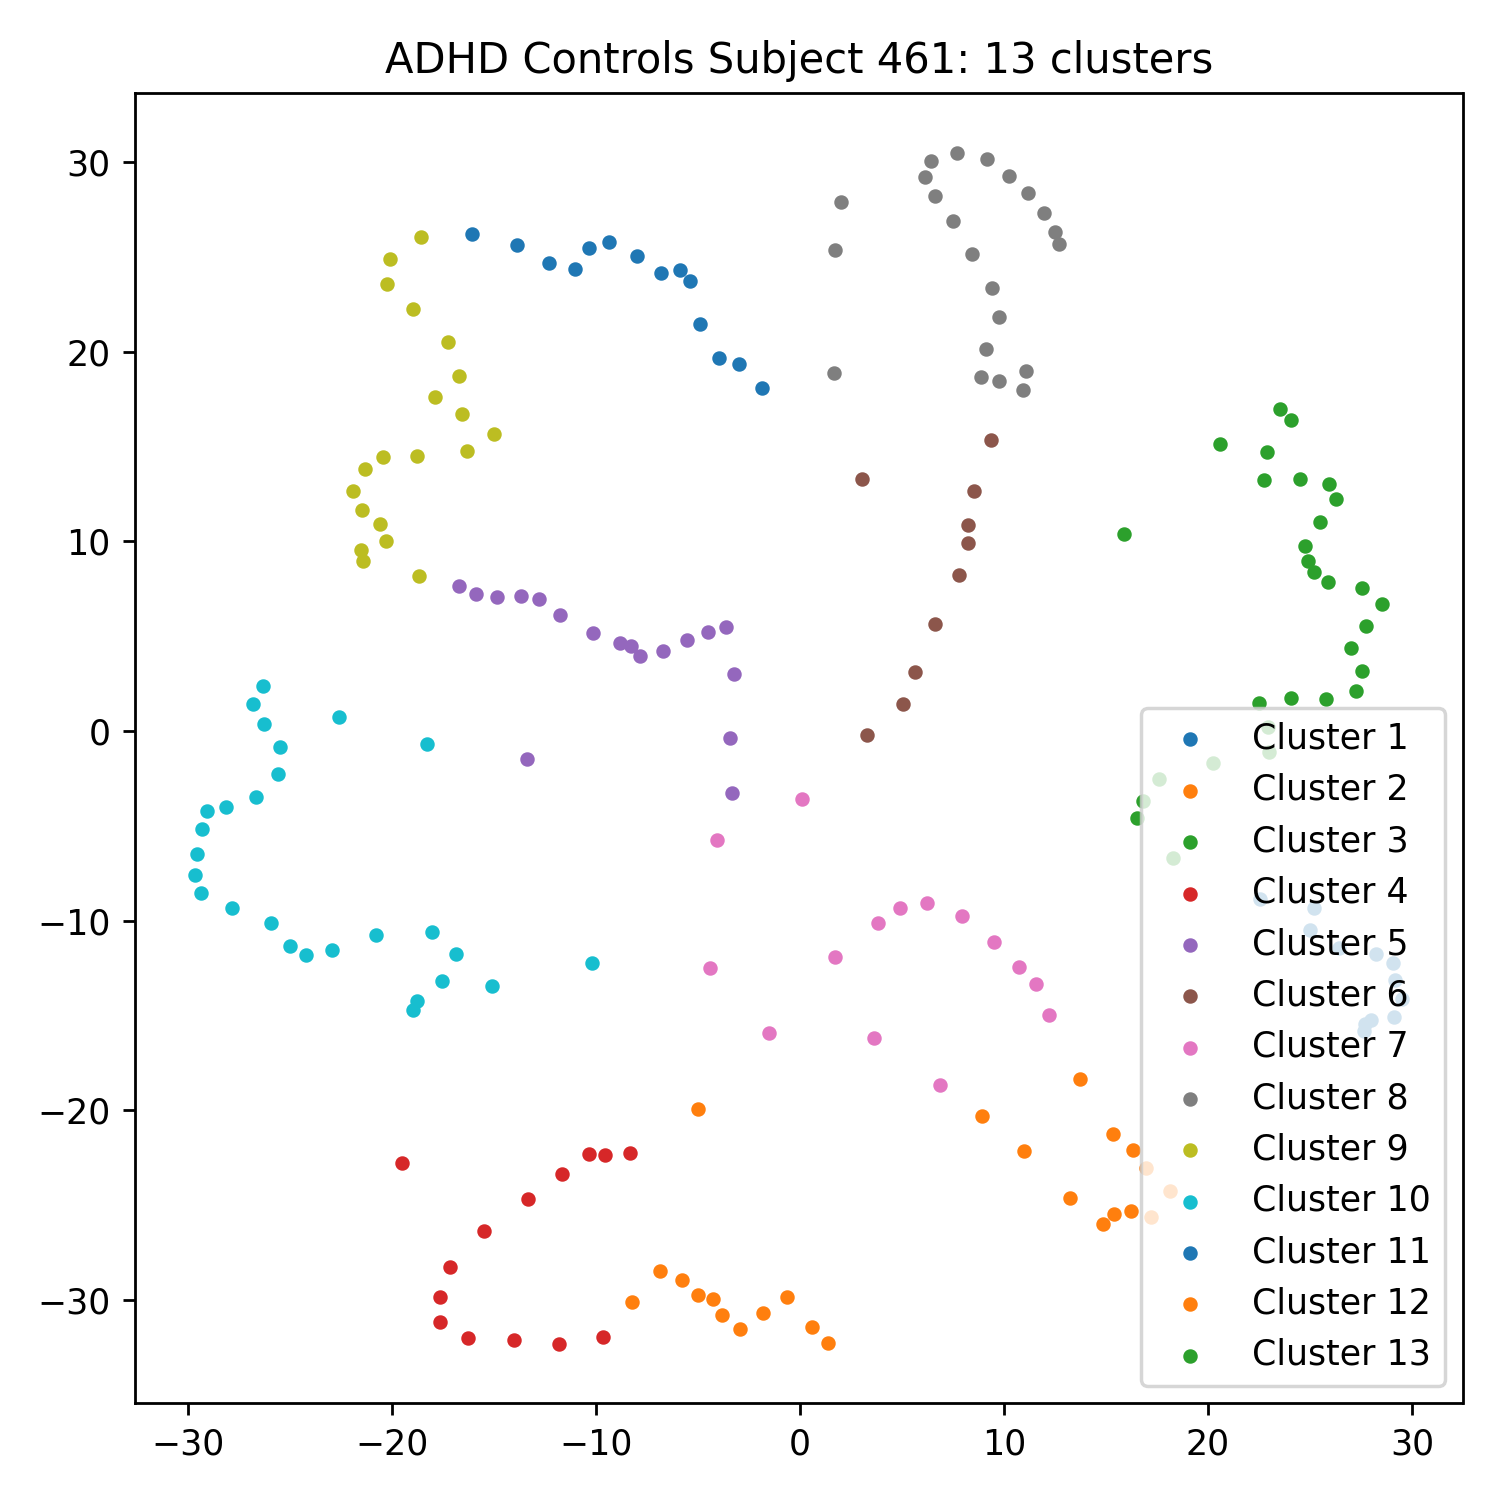 ADHD Controls Subject 461: 13 clusters
30
20
10
0
−10
−20
−30
−30
−20
−10
0
10
20
30
Cluster 1
Cluster 2
Cluster 3
Cluster 4
Cluster 5
Cluster 6
Cluster 7
Cluster 8
Cluster 9
Cluster 10
Cluster 11
Cluster 12
Cluster 13